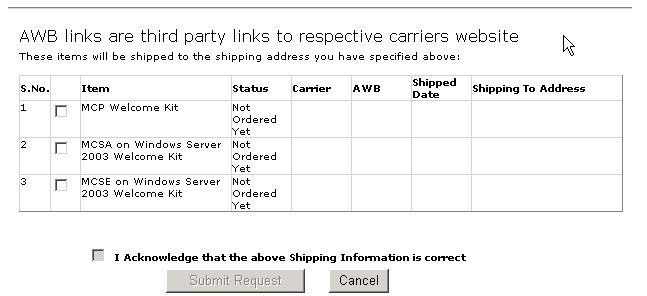 AWB links are third party links to respective carriers website
These items will be shipped to the shipping address you have specified above:
S.No. Item Status Carrier AWB Shipped Date Shipping To Address
1 MCP Welcome Kit Not Ordered Yet
2 MCSA on Windows Server 2003 Welcome Kit Not Ordered Yet
3 MCSE on Windows Server 2003 Welcome Kit Not Ordered Yet
I Acknowledge that the above Shipping Information is correct
Submit Request Cancel